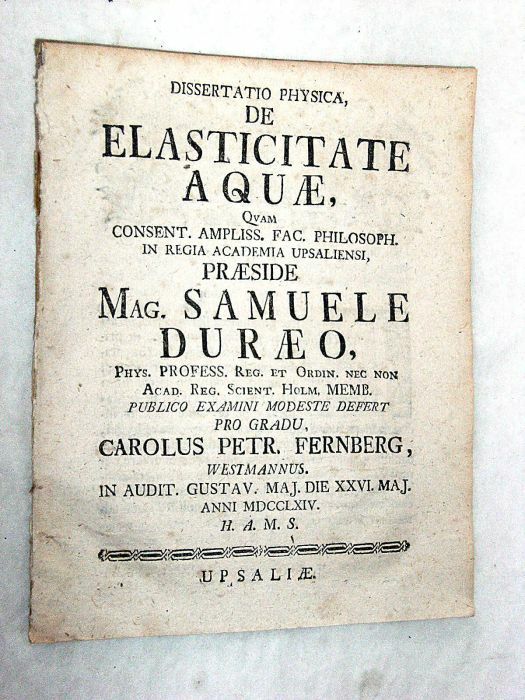 DISSERTATIO PHYSICA,
DE
ELASTICITATE
AQUÆ,
QVAM
CONSENT. AMPLISS. FAC. PHILOSOPH.
IN REGIA ACADEMIA UPSALIENSI,
PRÆSIDE
MAG. SAMUELE
DURÆO,
PHYS. PROFESS. REG. ET ORDIN. NEC NON
ACAD. REG. SCIENT. HOLM, MEMB.
PUBLICO EXAMINI MODESTE DEFERT
PRO GRADU,
CAROLUS PETR. FERNBERG,
WESTMANNUS.
IN AUDIT. GUSTAV. MAJ. DIE XXVI. MAJ.
ANNI MDCCLXIV.
H. A. M. S.
UPSALIÆ.